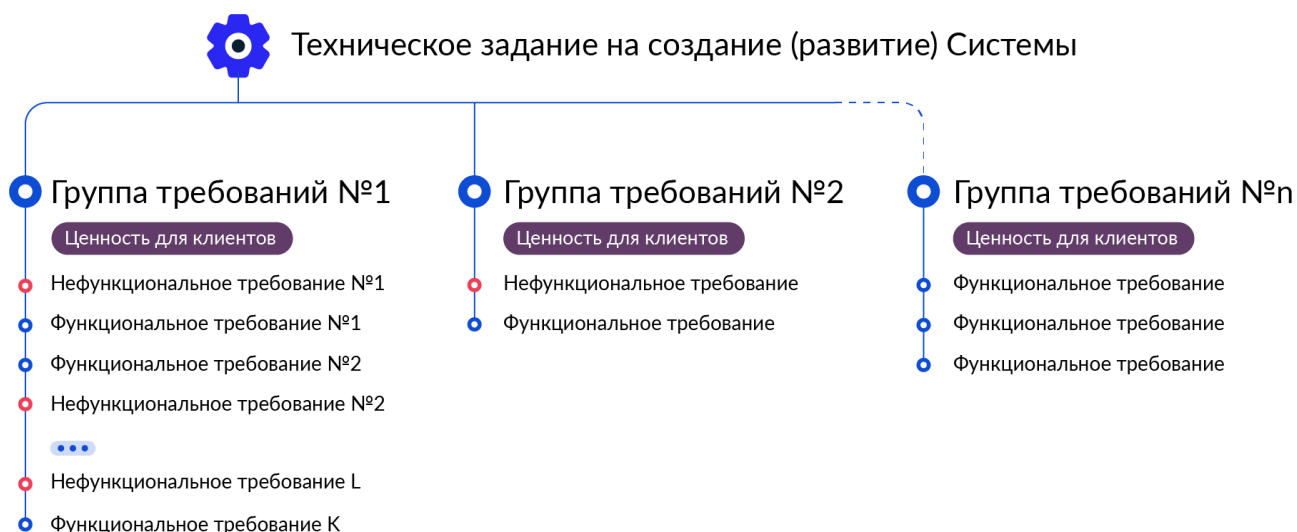 Техническое задание на создание (развитие) Системы
Группа требований №1
Ценность для клиентов
Нефункциональное требование №1
Функциональное требование №1
Функциональное требование №2
Нефункциональное требование №2
Нефункциональное требование L
Функциональное требование K
Группа требований №2
Ценность для клиентов
Нефункциональное требование
Функциональное требование
Группа требований №n
Ценность для клиентов
Функциональное требование
Функциональное требование
Функциональное требование